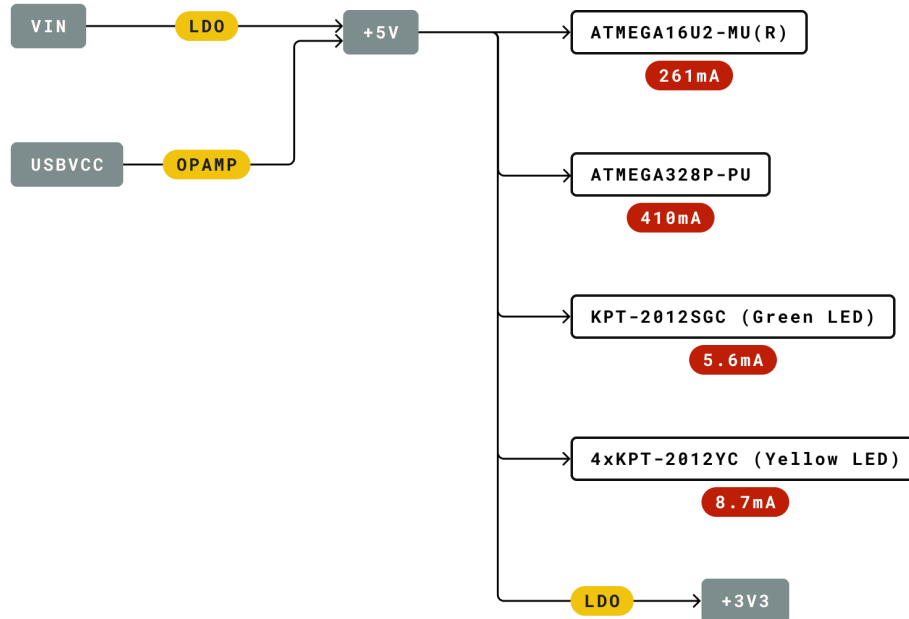 VIN
LDO
+5V
USBVCC
OPAMP
ATMEGA16U2-MU(R)
261mA
ATMEGA328P-PU
410mA
KPT-2012SGC (Green LED)
5.6mA
4xKPT-2012YC (Yellow LED)
8.7mA
LDO
+3V3